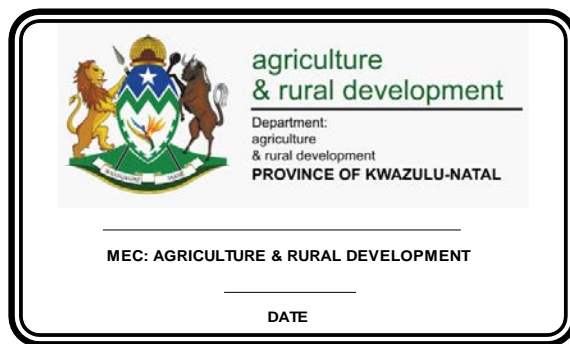 agriculture
& rural development
Department:
agriculture
& rural development
PROVINCE OF KWAZULU-NATAL
MEC: AGRICULTURE & RURAL DEVELOPMENT
DATE